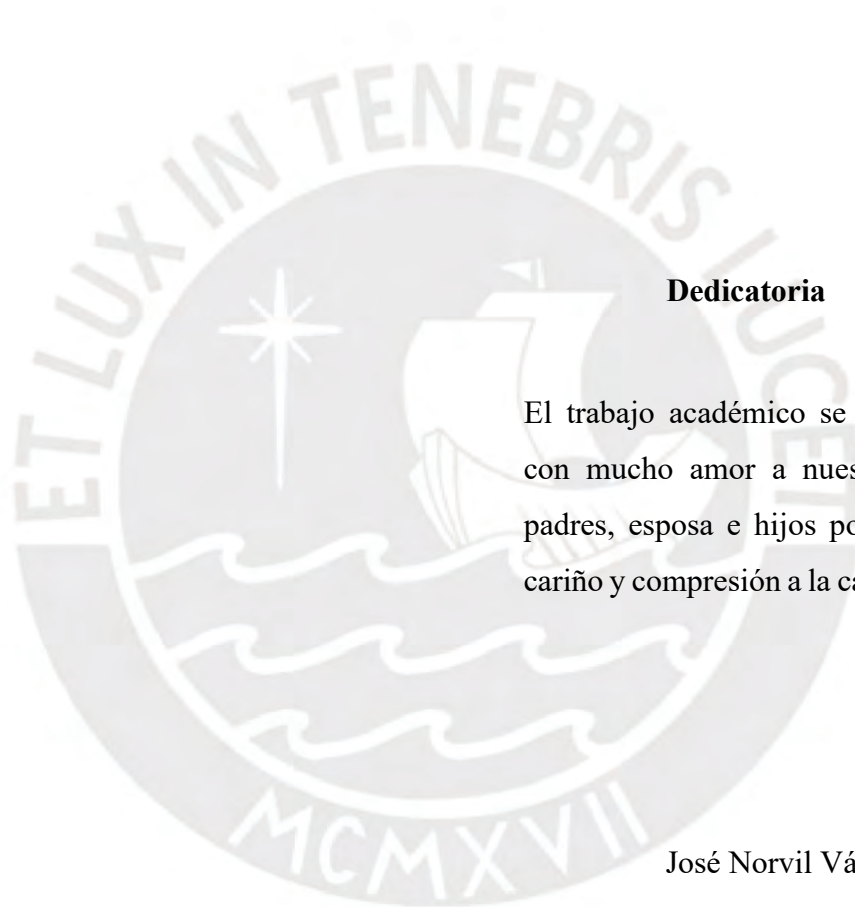 ET LUX IN TENEBRIS LUCET
MCMXVII
Dedicatoria
El trabajo académico se
con mucho amor a nues
padres, esposa e hijos po
cariño y compresión a la ca
José Norvil Vá